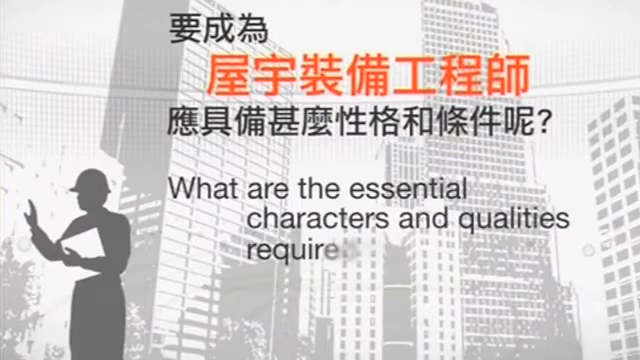 要成為
屋宇裝備工程師
應具備甚麼性格和條件呢?
What are the essential
characters and qualities
require